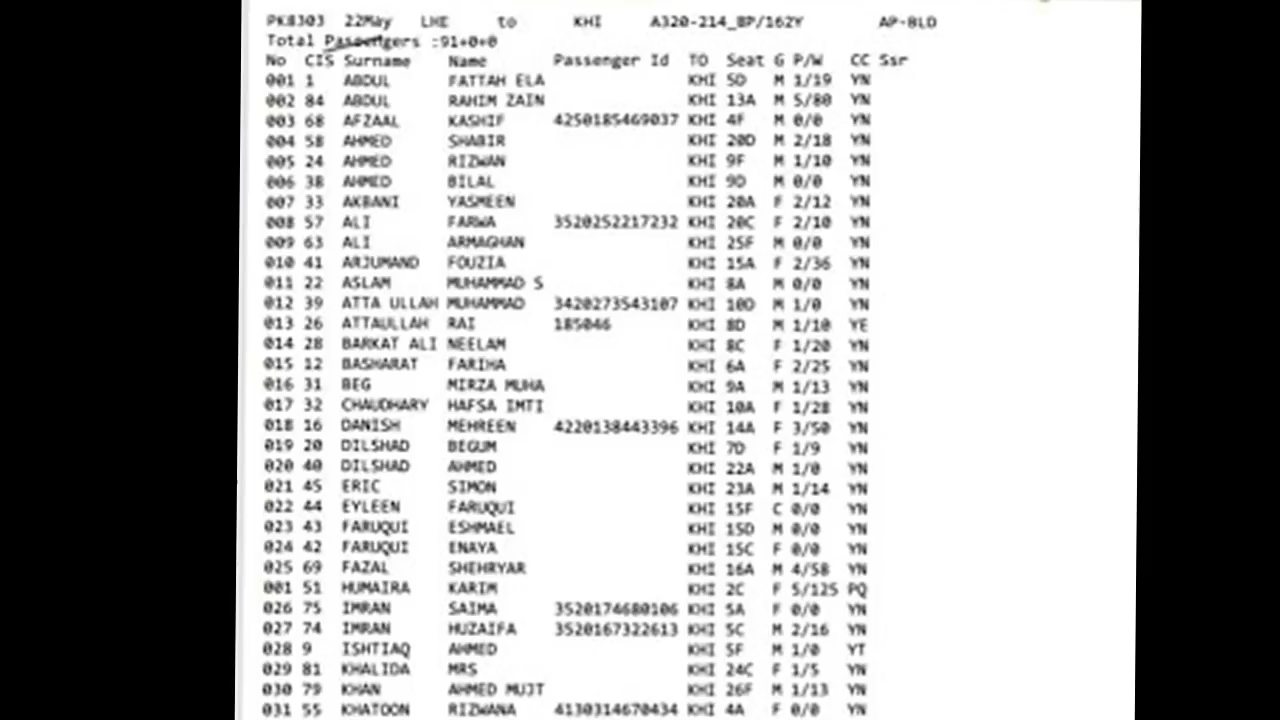 PK8303 22May LHE to KHI A320-214_8P/162Y AP-BLD
Total Passengers :91+0+0
No CIS Surname Name Passenger Id TO Seat G P/W CC Ssr
001 1 ABDUL FATTAH ELA KHI 5D M 1/19 YN
002 84 ABDUL RAHIM ZAIN KHI 13A M 5/80 YN
003 68 AFZAAL KASHIF 4250185469037 KHI 4F M 0/0 YN
004 58 AHMED SHABIR KHI 20D M 2/18 YN
005 24 AHMED RIZWAN KHI 9F M 1/10 YN
006 38 AHMED BILAL KHI 9D M 0/0 YN
007 33 AKBANI YASMEEN KHI 20A F 2/12 YN
008 57 ALI FARWA 3520252217232 KHI 20C F 2/10 YN
009 63 ALI ARMAGHAN KHI 25F M 0/0 YN
010 41 ARJUMAND FOUZIA KHI 15A F 2/36 YN
011 22 ASLAM MUHAMMAD S KHI 8A M 0/0 YN
012 39 ATTA ULLAH MUHAMMAD 3420273543107 KHI 10D M 1/0 YN
013 26 ATTAULLAH RAI 185046 KHI 8D M 1/10 YE
014 28 BARKAT ALI NEELAM KHI 8C F 1/20 YN
015 12 BASHARAT FARIHA KHI 6A F 2/25 YN
016 31 BEG MIRZA MUHA KHI 9A M 1/13 YN
017 32 CHAUDHARY HAFSA IMTI KHI 10A F 1/28 YN
018 16 DANISH MEHREEN 4220138443396 KHI 14A F 3/50 YN
019 20 DILSHAD BEGUM KHI 7D F 1/9 YN
020 40 DILSHAD AHMED KHI 22A M 1/0 YN
021 45 ERIC SIMON KHI 23A M 1/14 YN
022 44 EYLEEN FARUQUI KHI 15F C 0/0 YN
023 43 FARUQUI ESHMAEL KHI 15D M 0/0 YN
024 42 FARUQUI ENAYA KHI 15C F 0/0 YN
025 69 FAZAL SHEHRYAR KHI 16A M 4/58 YN
001 51 HUMAIRA KARIM KHI 2C F 5/125 PQ
026 75 IMRAN SAIMA 3520174680106 KHI 5A F 0/0 YN
027 74 IMRAN HUZAIFA 3520167322613 KHI 5C M 2/16 YN
028 9 ISHTIAQ AHMED KHI 5F M 1/0 YT
029 81 KHALIDA MRS KHI 24C F 1/5 YN
030 79 KHAN AHMED MUJT KHI 26F M 1/13 YN
031 55 KHATOON RIZWANA 4130314670434 KHI 4A F 0/0 YN